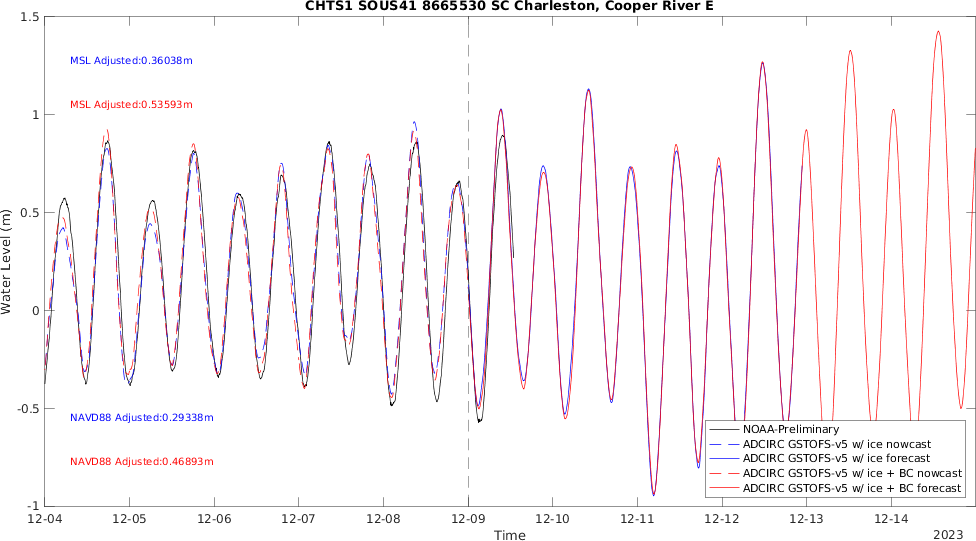 CHTS1 SOUS41 8665530 SC Charleston, Cooper River E
1.5
MSL Adjusted:0.36038m
MSL Adjusted:0.53593m
1
0.5
Water Level (m)
0
-0.5
NAVD88 Adjusted:0.29338m
NAVD88 Adjusted:0.46893m
NOAA-Preliminary
ADCIRC GSTOFS-v5 w/ ice nowcast
ADCIRC GSTOFS-v5 w/ ice forecast
ADCIRC GSTOFS-v5 w/ ice + BC nowcast
ADCIRC GSTOFS-v5 w/ ice + BC forecast
-1
12-04 12-05 12-06 12-07 12-08 12-09 12-10 12-11 12-12 12-13 12-14
Time
2023